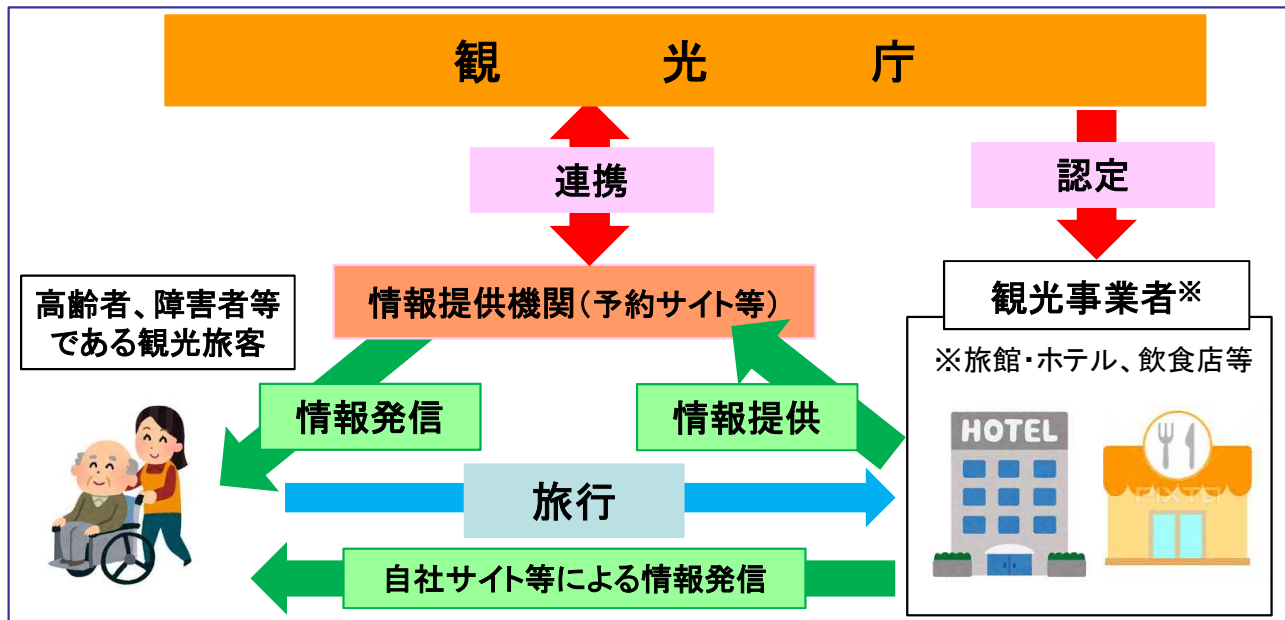 観光庁
連携
認定
高齢者、障害者等
である観光旅客
情報提供機関(予約サイト等)
観光事業者※
※旅館・ホテル、飲食店等
情報発信
情報提供
HOTEL
旅行
自社サイト等による情報発信